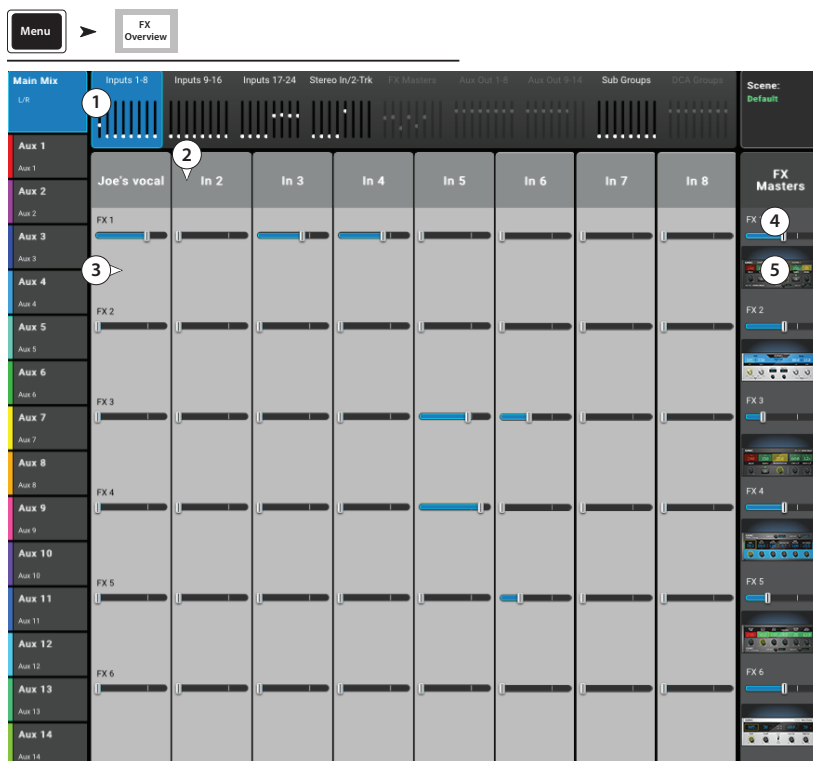 Menu
FX
Overview
Main Mix
L/R
Inputs 1-8
Inputs 9-16
Inputs 17-24
Stereo In/2-Trk
FX Masters
Aux Out 1-8
Aux Out 9-14
Sub Groups
DCA Groups
Scene:
Default
1
2
Joe's vocal
In 2
In 3
In 4
In 5
In 6
In 7
In 8
FX
Masters
Aux 1
Aux 1
Aux 2
Aux 2
Aux 3
Aux 3
Aux 4
Aux 4
Aux 5
Aux 5
Aux 6
Aux 6
Aux 7
Aux 7
Aux 8
Aux 8
Aux 9
Aux 9
Aux 10
Aux 10
Aux 11
Aux 11
Aux 12
Aux 12
Aux 13
Aux 13
Aux 14
Aux 14
FX 1
3
FX 2
FX 3
FX 4
FX 5
FX 6
FX
4
5
FX 2
FX 3
FX 4
FX 5
FX 6